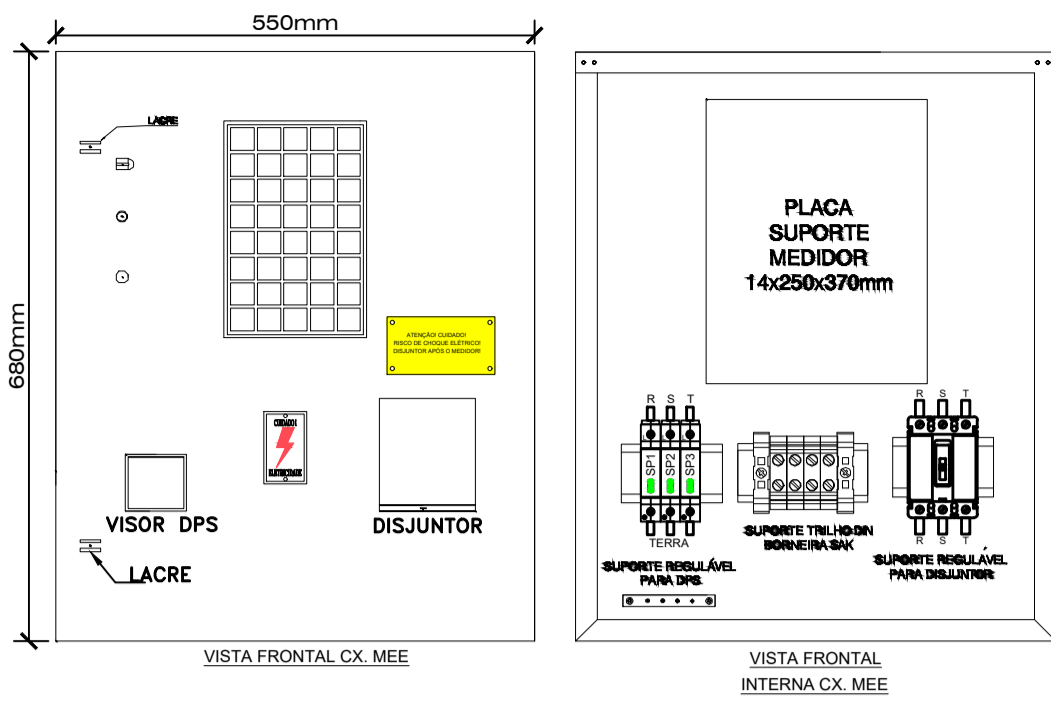 550mm
680mm
LACRE
ATENÇÃO! CUIDADO!
RISCO DE CHOQUE ELÉTRICO!
DISJUNTOR APÓS O MEDIDOR!
CUIDADO!
ELETRICIDADE
VISOR DPS
DISJUNTOR
LACRE
VISTA FRONTAL CX. MEE
PLACA
SUPORTE
MEDIDOR
14x250x370mm
R S T
SP1 SP2 SP3
TERRA
SUPORTE REGULÁVEL
PARA DPS
SUPORTE TRILHO DIN
BORNEIRA SAK
R S T
R S T
SUPORTE REGULÁVEL
PARA DISJUNTOR
VISTA FRONTAL
INTERNA CX. MEE